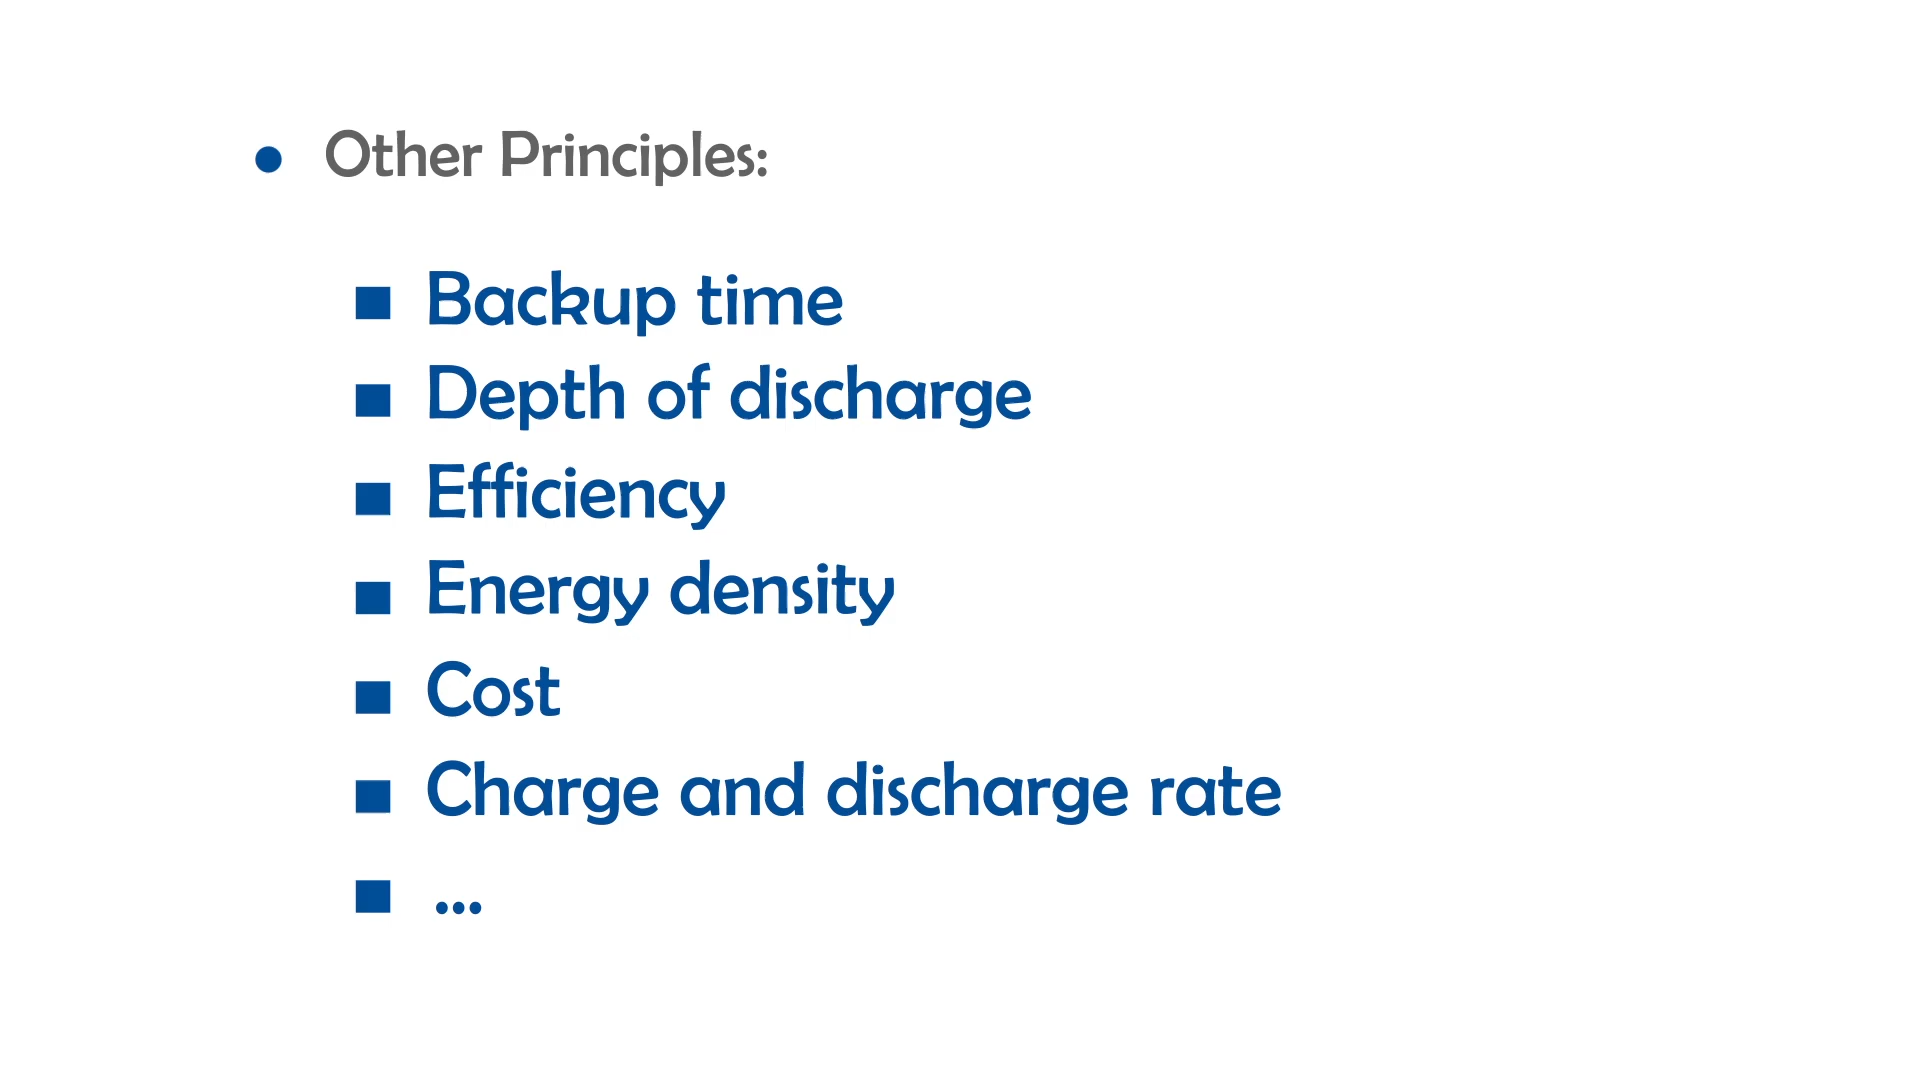 • Other Principles:
■ Backup time
■ Depth of discharge
■ Efficiency
■ Energy density
■ Cost
■ Charge and discharge rate
■ ...